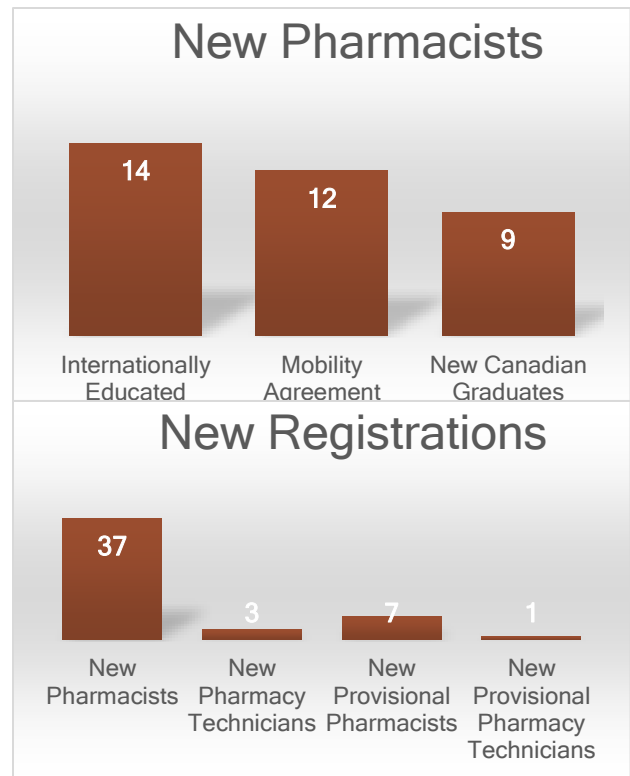 New Pharmacists
14
12
9
Internationally
Educated
Mobility
Agreement
New Canadian
Graduates
New Registrations
37
3
7
1
New
Pharmacists
New
Pharmacy
Technicians
New
Provisional
Pharmacists
New
Provisional
Pharmacy
Technicians